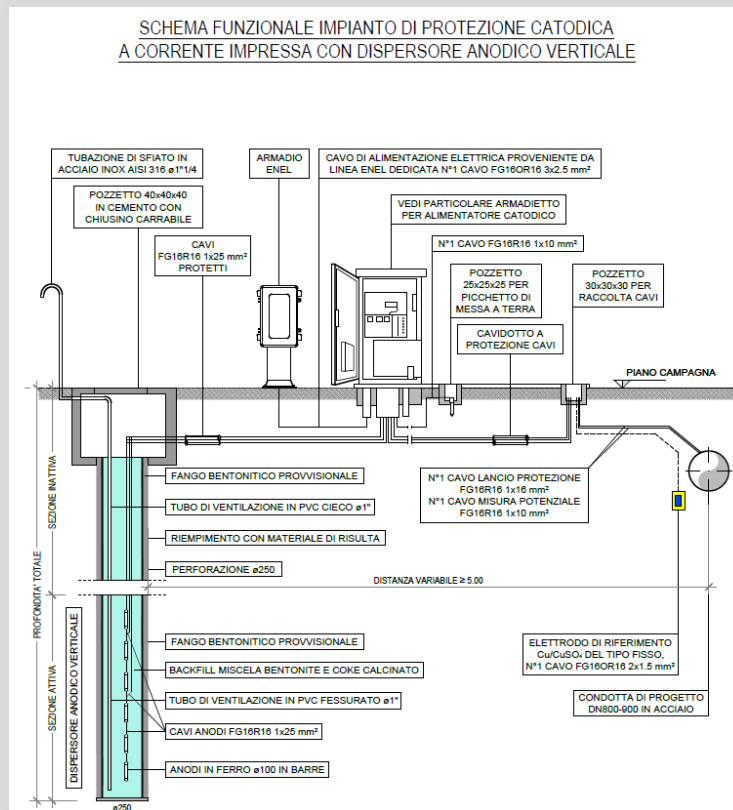 SCHEMA FUNZIONALE IMPIANTO DI PROTEZIONE CATODICA
A CORRENTE IMPRESSA CON DISPERSORE ANODICO VERTICALE
TUBAZIONE DI SFIATO IN
ACCIAIO INOX AISI 316 ø1"1/4
ARMADIO
ENEL
CAVO DI ALIMENTAZIONE ELETTRICA PROVENIENTE DA
LINEA ENEL DEDICATA N°1 CAVO FG16OR16 3x2.5 mm²
POZZETTO 40x40x40
IN CEMENTO CON
CHIUSINO CARRABILE
VEDI PARTICOLARE ARMADIETTO
PER ALIMENTATORE CATODICO
CAVI
FG16R16 1x25 mm²
PROTETTI
N°1 CAVO FG16R16 1x10 mm²
POZZETTO
25x25x25 PER
PICCHETTO DI
MESSA A TERRA
POZZETTO
30x30x30 PER
RACCOLTA CAVI
CAVIDOTTO A
PROTEZIONE CAVI
PIANO CAMPAGNA
FANGO BENTONITICO PROVVISIONALE
TUBO DI VENTILAZIONE IN PVC CIECO ø1"
RIEMPIMENTO CON MATERIALE DI RISULTA
PERFORAZIONE ø250
N°1 CAVO LANCIO PROTEZIONE
FG16R16 1x16 mm²
N°1 CAVO MISURA POTENZIALE
FG16R16 1x10 mm²
DISTANZA VARIABILE ≥ 5.00
SEZIONE INATTIVA
PROFONDITA' TOTALE
SEZIONE ATTIVA
DISPERSORE ANODICO VERTICALE
FANGO BENTONITICO PROVVISIONALE
BACKFILL MISCELA BENTONITE E COKE CALCINATO
TUBO DI VENTILAZIONE IN PVC FESSURATO ø1"
CAVI ANODI FG16R16 1x25 mm²
ANODI IN FERRO ø100 IN BARRE
ELETTRODO DI RIFERIMENTO
Cu/CuSO₄ DEL TIPO FISSO,
N°1 CAVO FG16OR16 2x1.5 mm²
CONDOTTA DI PROGETTO
DN800-900 IN ACCIAIO
ø250